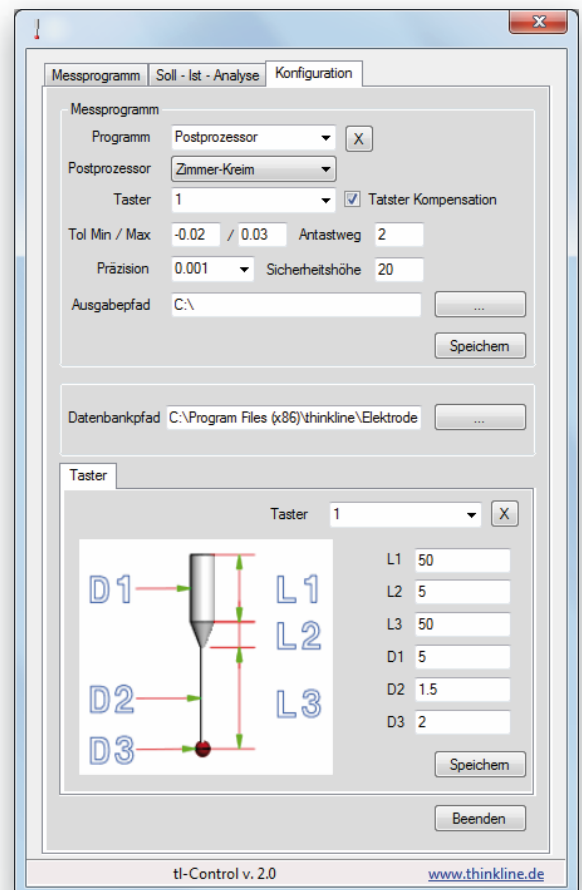 X
Messprogramm Soll - Ist - Analyse Konfiguration
Messprogramm
Programm Postprozessor X
Postprozessor Zimmer-Kreim
Taster 1 Tatster Kompensation
Tol Min / Max -0.02 / 0.03 Antastweg 2
Präzision 0.001 Sicherheitshöhe 20
Ausgabepfad C:\ ...
Speichern
Datenbankpfad C:\Program Files (x86)\thinkline\Elektrode ...
Taster
Taster 1 X
D1 L1
L2
D2 L3
D3
L1 50
L2 5
L3 50
D1 5
D2 1.5
D3 2
Speichern
Beenden
tl-Control v. 2.0 www.thinkline.de